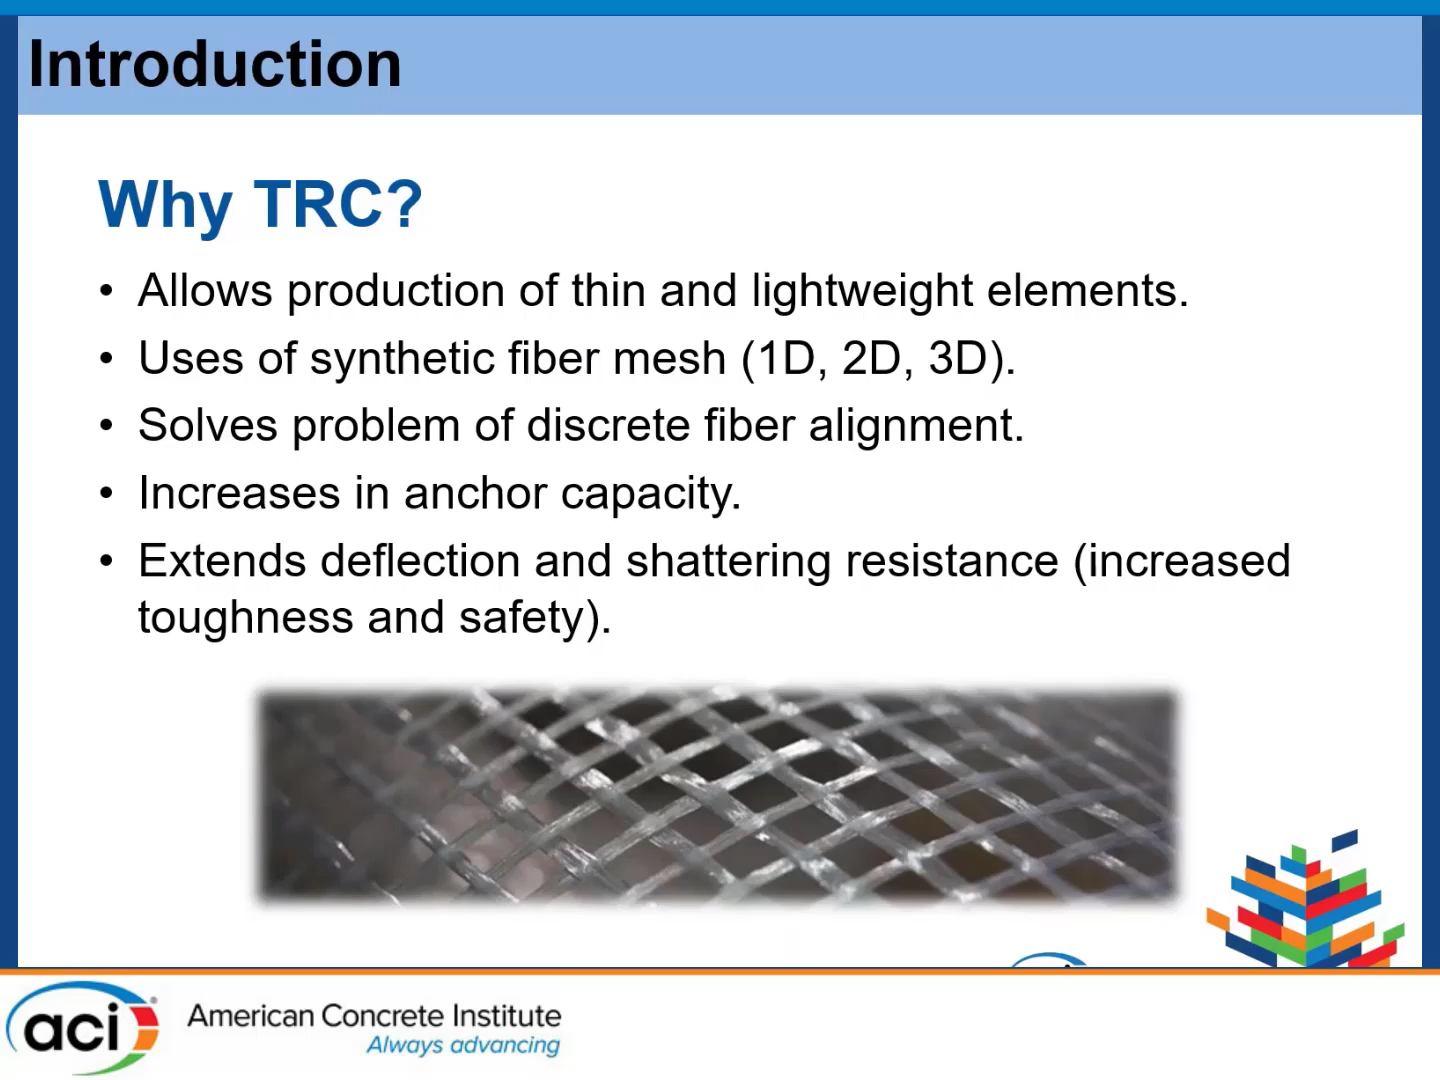 Introduction
Why TRC?
• Allows production of thin and lightweight elements.
• Uses of synthetic fiber mesh (1D, 2D, 3D).
• Solves problem of discrete fiber alignment.
• Increases in anchor capacity.
• Extends deflection and shattering resistance (increased
toughness and safety).
aci®
American Concrete Institute
Always advancing